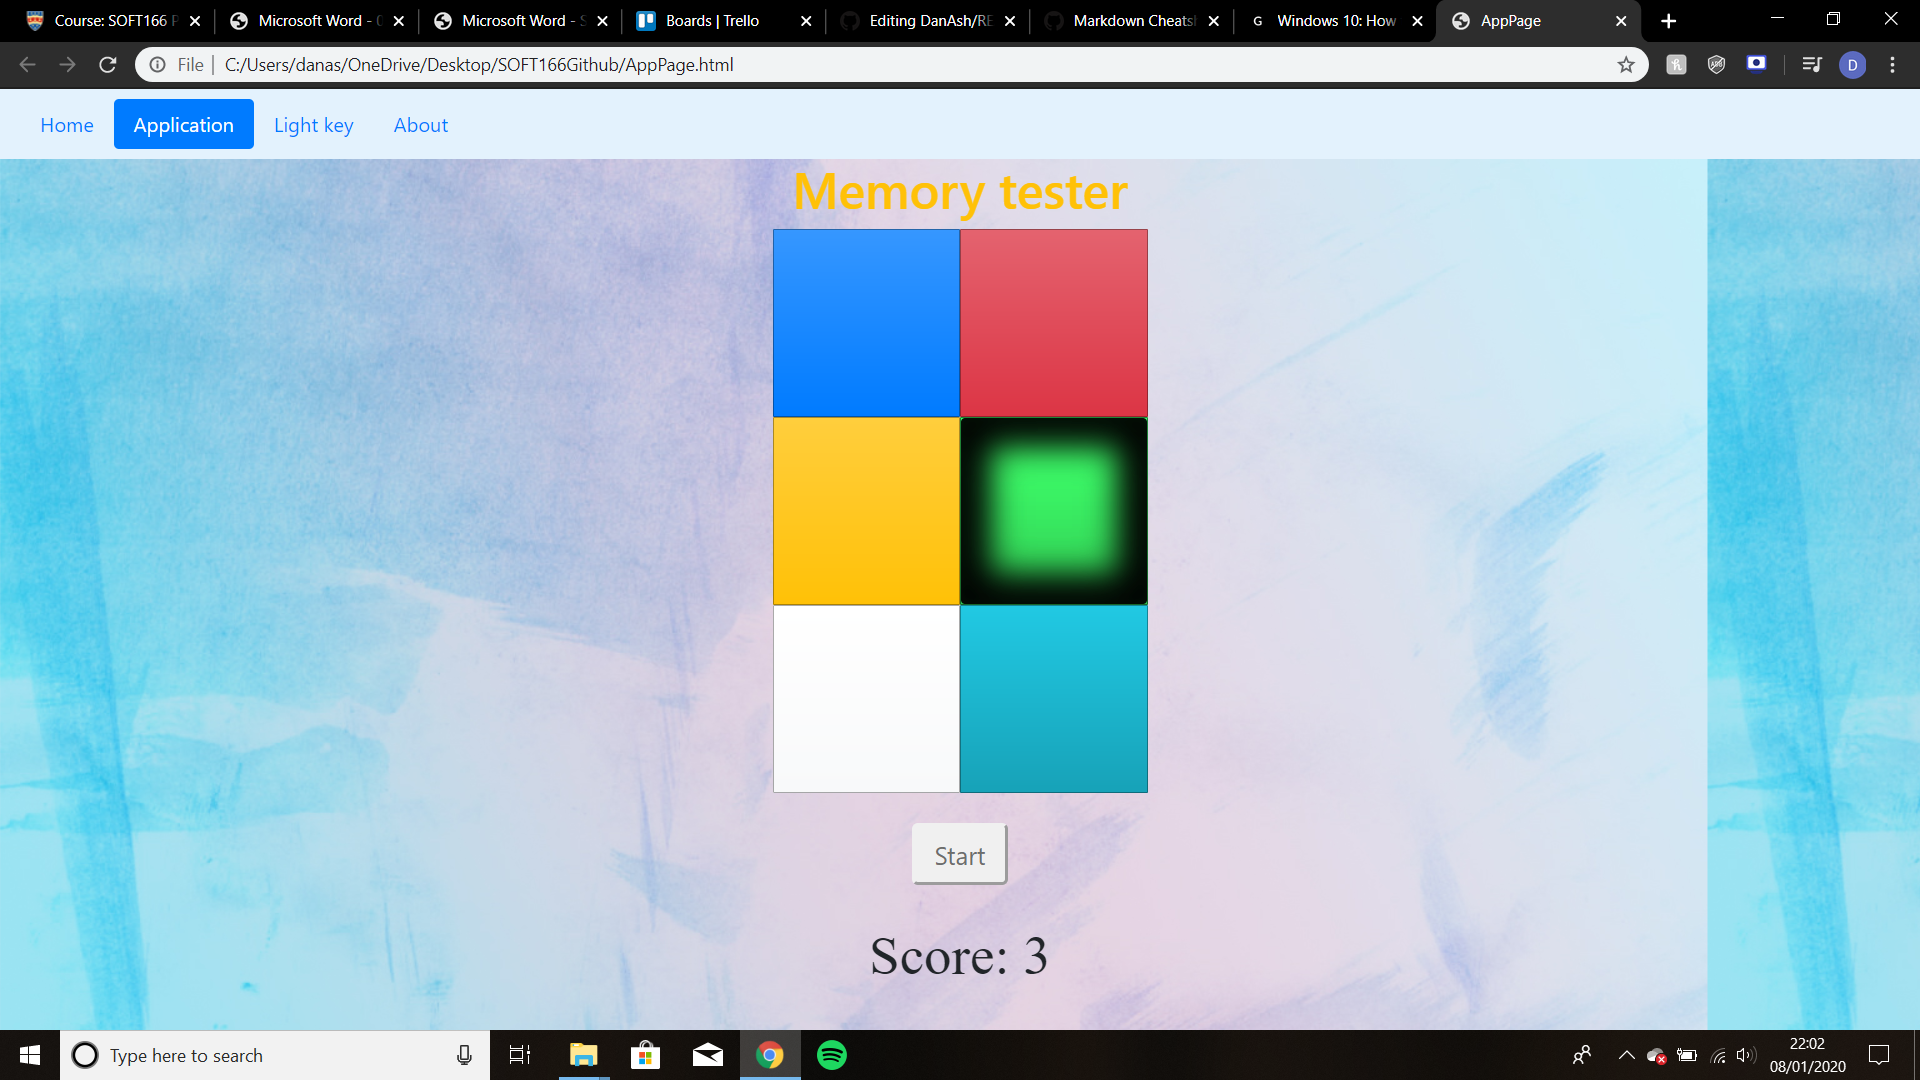 Course: SOFT166 P
Microsoft Word -
Microsoft Word -
Boards | Trello
Editing DanAsh/RE
Markdown Cheats
G Windows 10: How
AppPage
File C:/Users/danas/OneDrive/Desktop/SOFT166Github/AppPage.html
D
Home Application Light key About
Memory tester
Start
Score: 3
Type here to search
22:02
08/01/2020